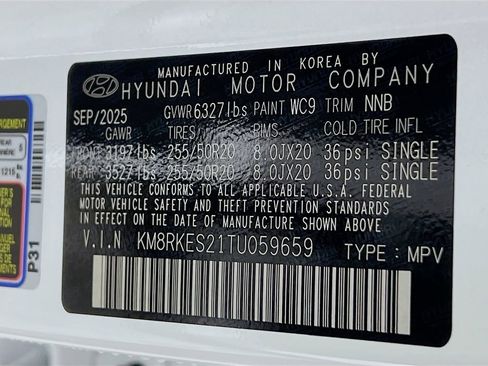 MANUFACTURED IN KOREA BY
HYUNDAI MOTOR COMPANY
SEP/2025 GVWR 6327lbs PAINT WC9 TRIM NNB
GAWR TIRES RIMS COLD TIRE INFL
3197lbs 255/50R20 8.0JX20 36psi SINGLE
REAR 3527lbs 255/50R20 8.0JX20 36psi SINGLE
THIS VEHICLE CONFORMS TO ALL APPLICABLE U.S.A. FEDERAL
MOTOR VEHICLE SAFETY AND THEFT PREVENTION STANDARDS
IN EFFECT ON THE DATE OF MANUFACTURE SHOWN ABOVE.
V.I.N KM8RKES21TU059659 TYPE : MPV
P31